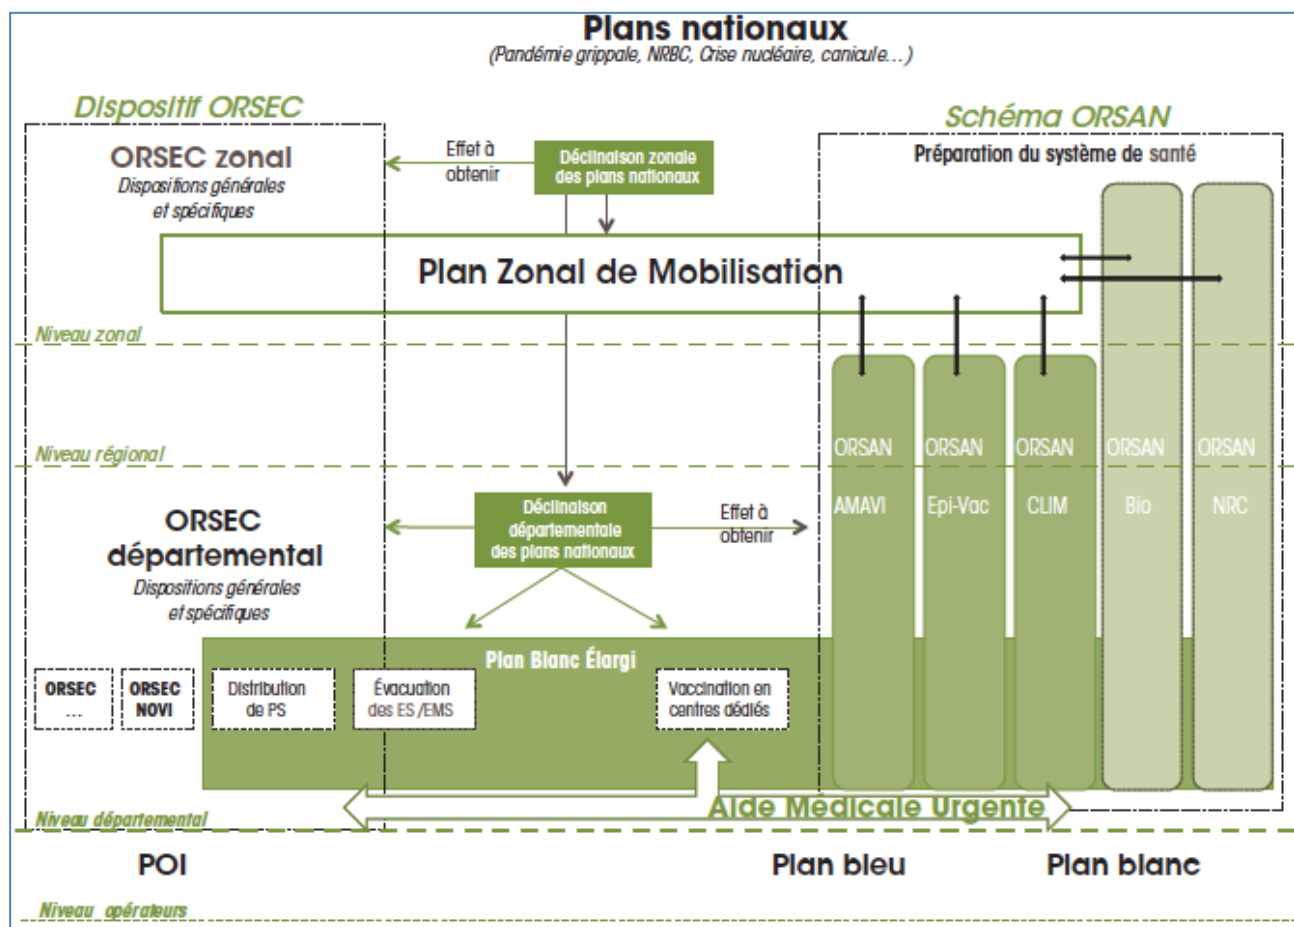 Plans nationaux
(Pandémie grippale, NRBC, Crise nucléaire, canicule...)
Dispositif ORSEC
Schéma ORSAN
ORSEC zonal
Dispositions générales
et spécifiques
Effet à
obtenir
Déclinaison zonale
des plans nationaux
Préparation du système de santé
Plan Zonal de Mobilisation
Niveau zonal
Niveau régional
ORSAN
AMAVI
ORSAN
Epi-Vac
ORSAN
CLIM
ORSAN
Bio
ORSAN
NRC
ORSEC
départemental
Dispositions générales
et spécifiques
Déclinaison
départementale
des plans nationaux
Effet à
obtenir
Plan Blanc Élargi
ORSEC
...
ORSEC
NOVI
Distribution
de PS
Évacuation
des ES/EMS
Vaccination en
centres dédiés
Aide Médicale Urgente
Niveau départemental
POI
Plan bleu
Plan blanc
Niveau opérateurs